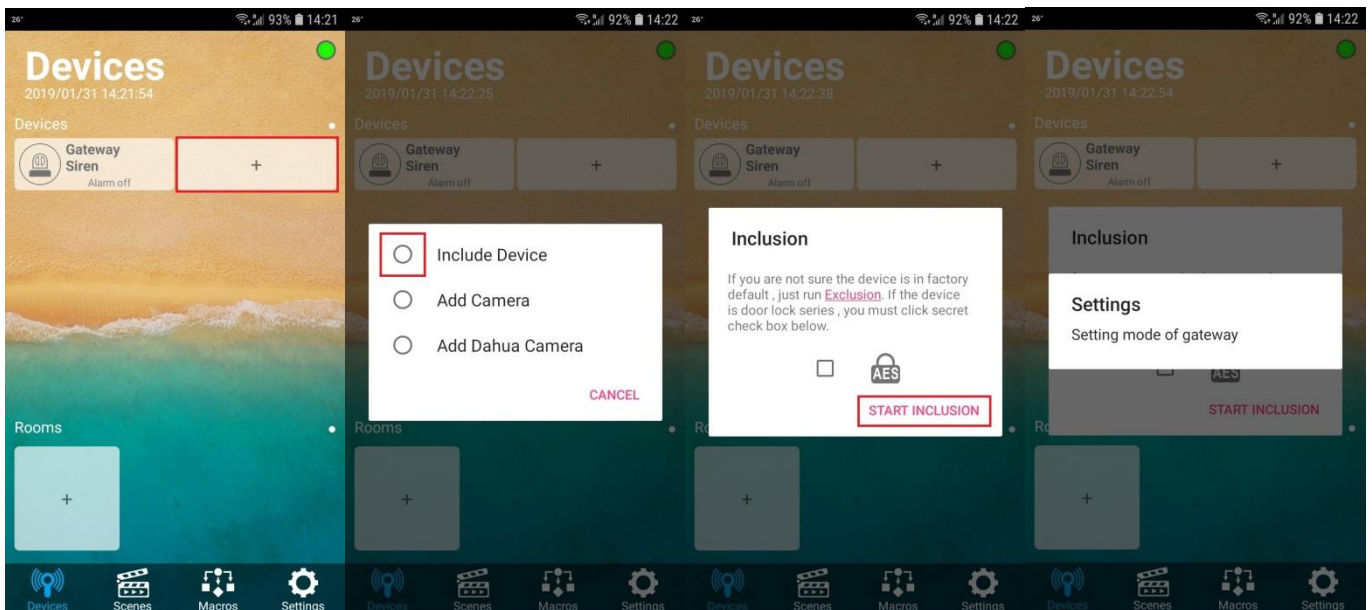 26° 93% 14:21
Devices
2019/01/31 14:21:54
Devices
Gateway
Siren
Alarm off
+
Rooms
+
Devices Scenes Macros Settings
26° 92% 14:22
Devices
2019/01/31 14:22:25
Devices
Gateway
Siren
Alarm off
+
Include Device
Add Camera
Add Dahua Camera
CANCEL
Rooms
+
Devices Scenes Macros Settings
26° 92% 14:22
Devices
2019/01/31 14:22:38
Devices
Gateway
Siren
Alarm off
+
Inclusion
If you are not sure the device is in factory
default , just run Exclusion. If the device
is door lock series , you must click secret
check box below.
AES
START INCLUSION
+
Devices Scenes Macros Settings
26° 92% 14:22
Devices
2019/01/31 14:22:54
Devices
Gateway
Siren
Alarm off
+
Inclusion
Settings
Setting mode of gateway
AES
START INCLUSION
+
Devices Scenes Macros Settings